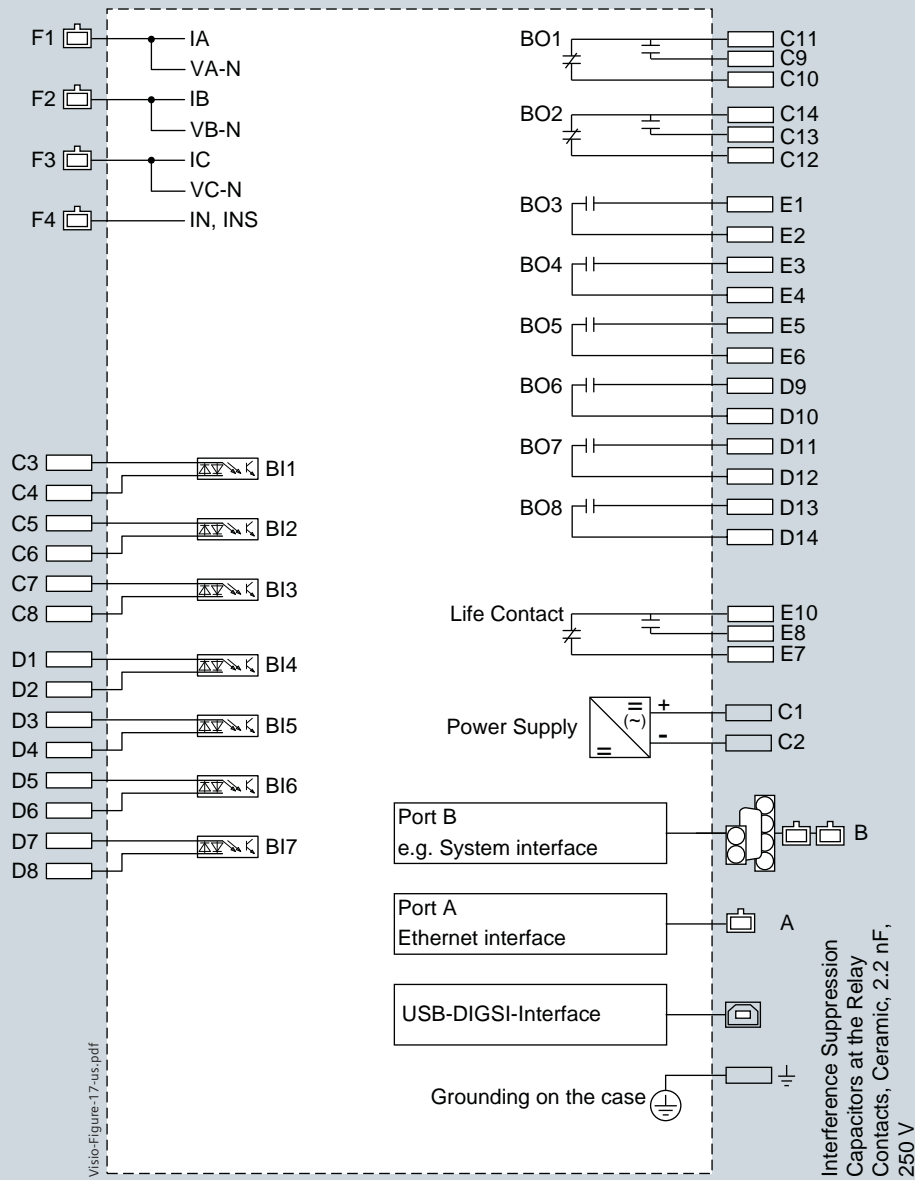 F1 IA
VA-N
F2 IB
VB-N
F3 IC
VC-N
F4 IN, INS
C3
C4
BI1
C5
C6
BI2
C7
C8
BI3
D1
D2
BI4
D3
D4
BI5
D5
D6
BI6
D7
D8
BI7
BO1 C11
C9
C10
BO2 C14
C13
C12
BO3 E1
E2
BO4 E3
E4
BO5 E5
E6
BO6 D9
D10
BO7 D11
D12
BO8 D13
D14
Life Contact E10
E8
E7
Power Supply = (~) = + C1
- C2
Port B
e.g. System interface
B
Port A
Ethernet interface
A
USB-DIGSI-Interface
Grounding on the case
Interference Suppression
Capacitors at the Relay
Contacts, Ceramic, 2.2 nF,
250 V
Visio-Figure-17-us.pdf